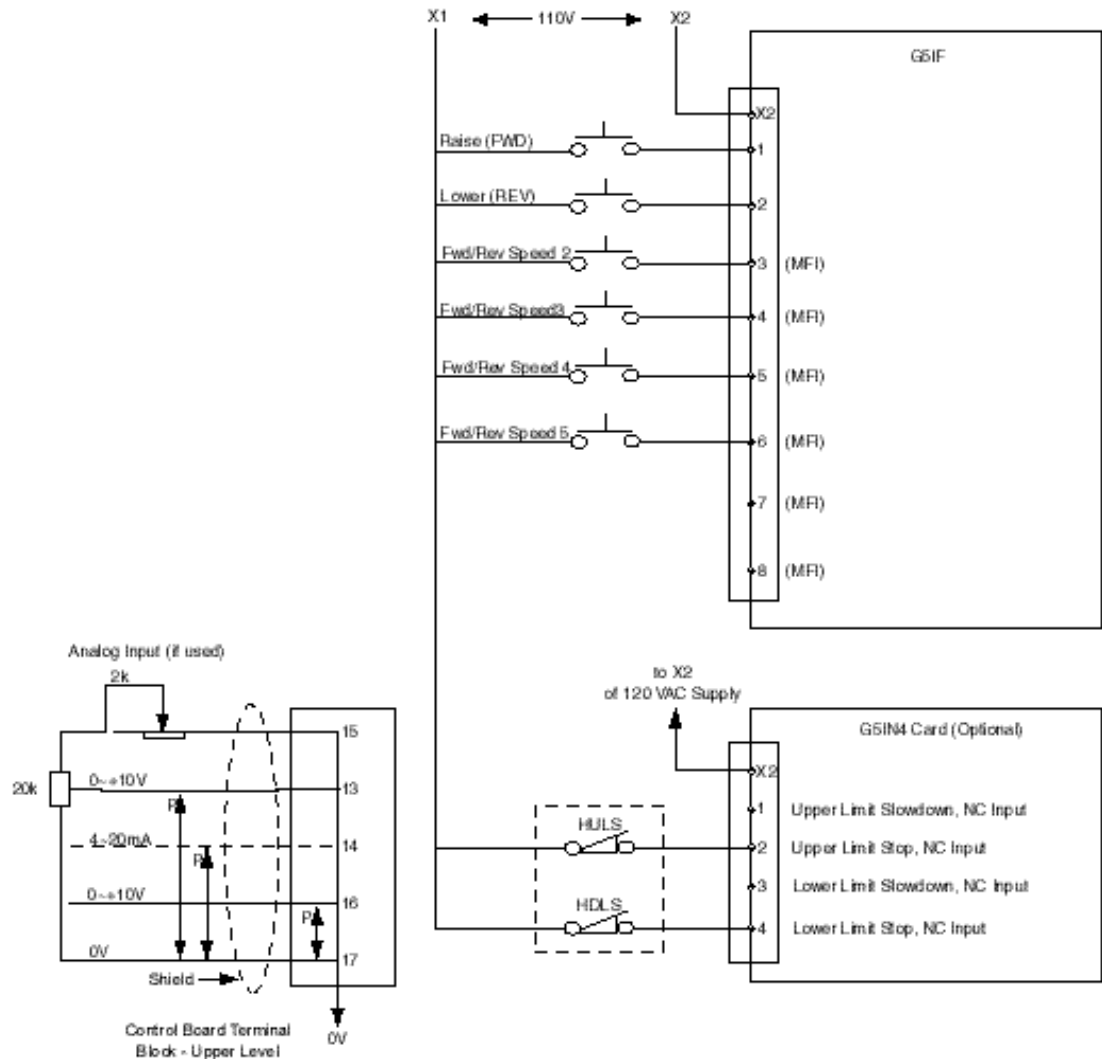 X1
110V
X2
G5IF
X2
Raise (FWD)
1
Lower (REV)
2
Fwd/Rev Speed 2
3 (MFI)
Fwd/Rev Speed3
4 (MFI)
Fwd/Rev Speed 4
5 (MFI)
Fwd/Rev Speed 5
6 (MFI)
7 (MFI)
8 (MFI)
Analog Input (if used)
2k
15
20k
0~+10V
13
P
4~20mA
14
P
0~+10V
16
P
0V
17
Shield
0V
Control Board Terminal
Block - Upper Level
to X2
of 120 VAC Supply
G5IN4 Card (Optional)
X2
1 Upper Limit Slowdown, NC Input
HULS
2 Upper Limit Stop, NC Input
3 Lower Limit Slowdown, NC Input
HDLS
4 Lower Limit Stop, NC Input